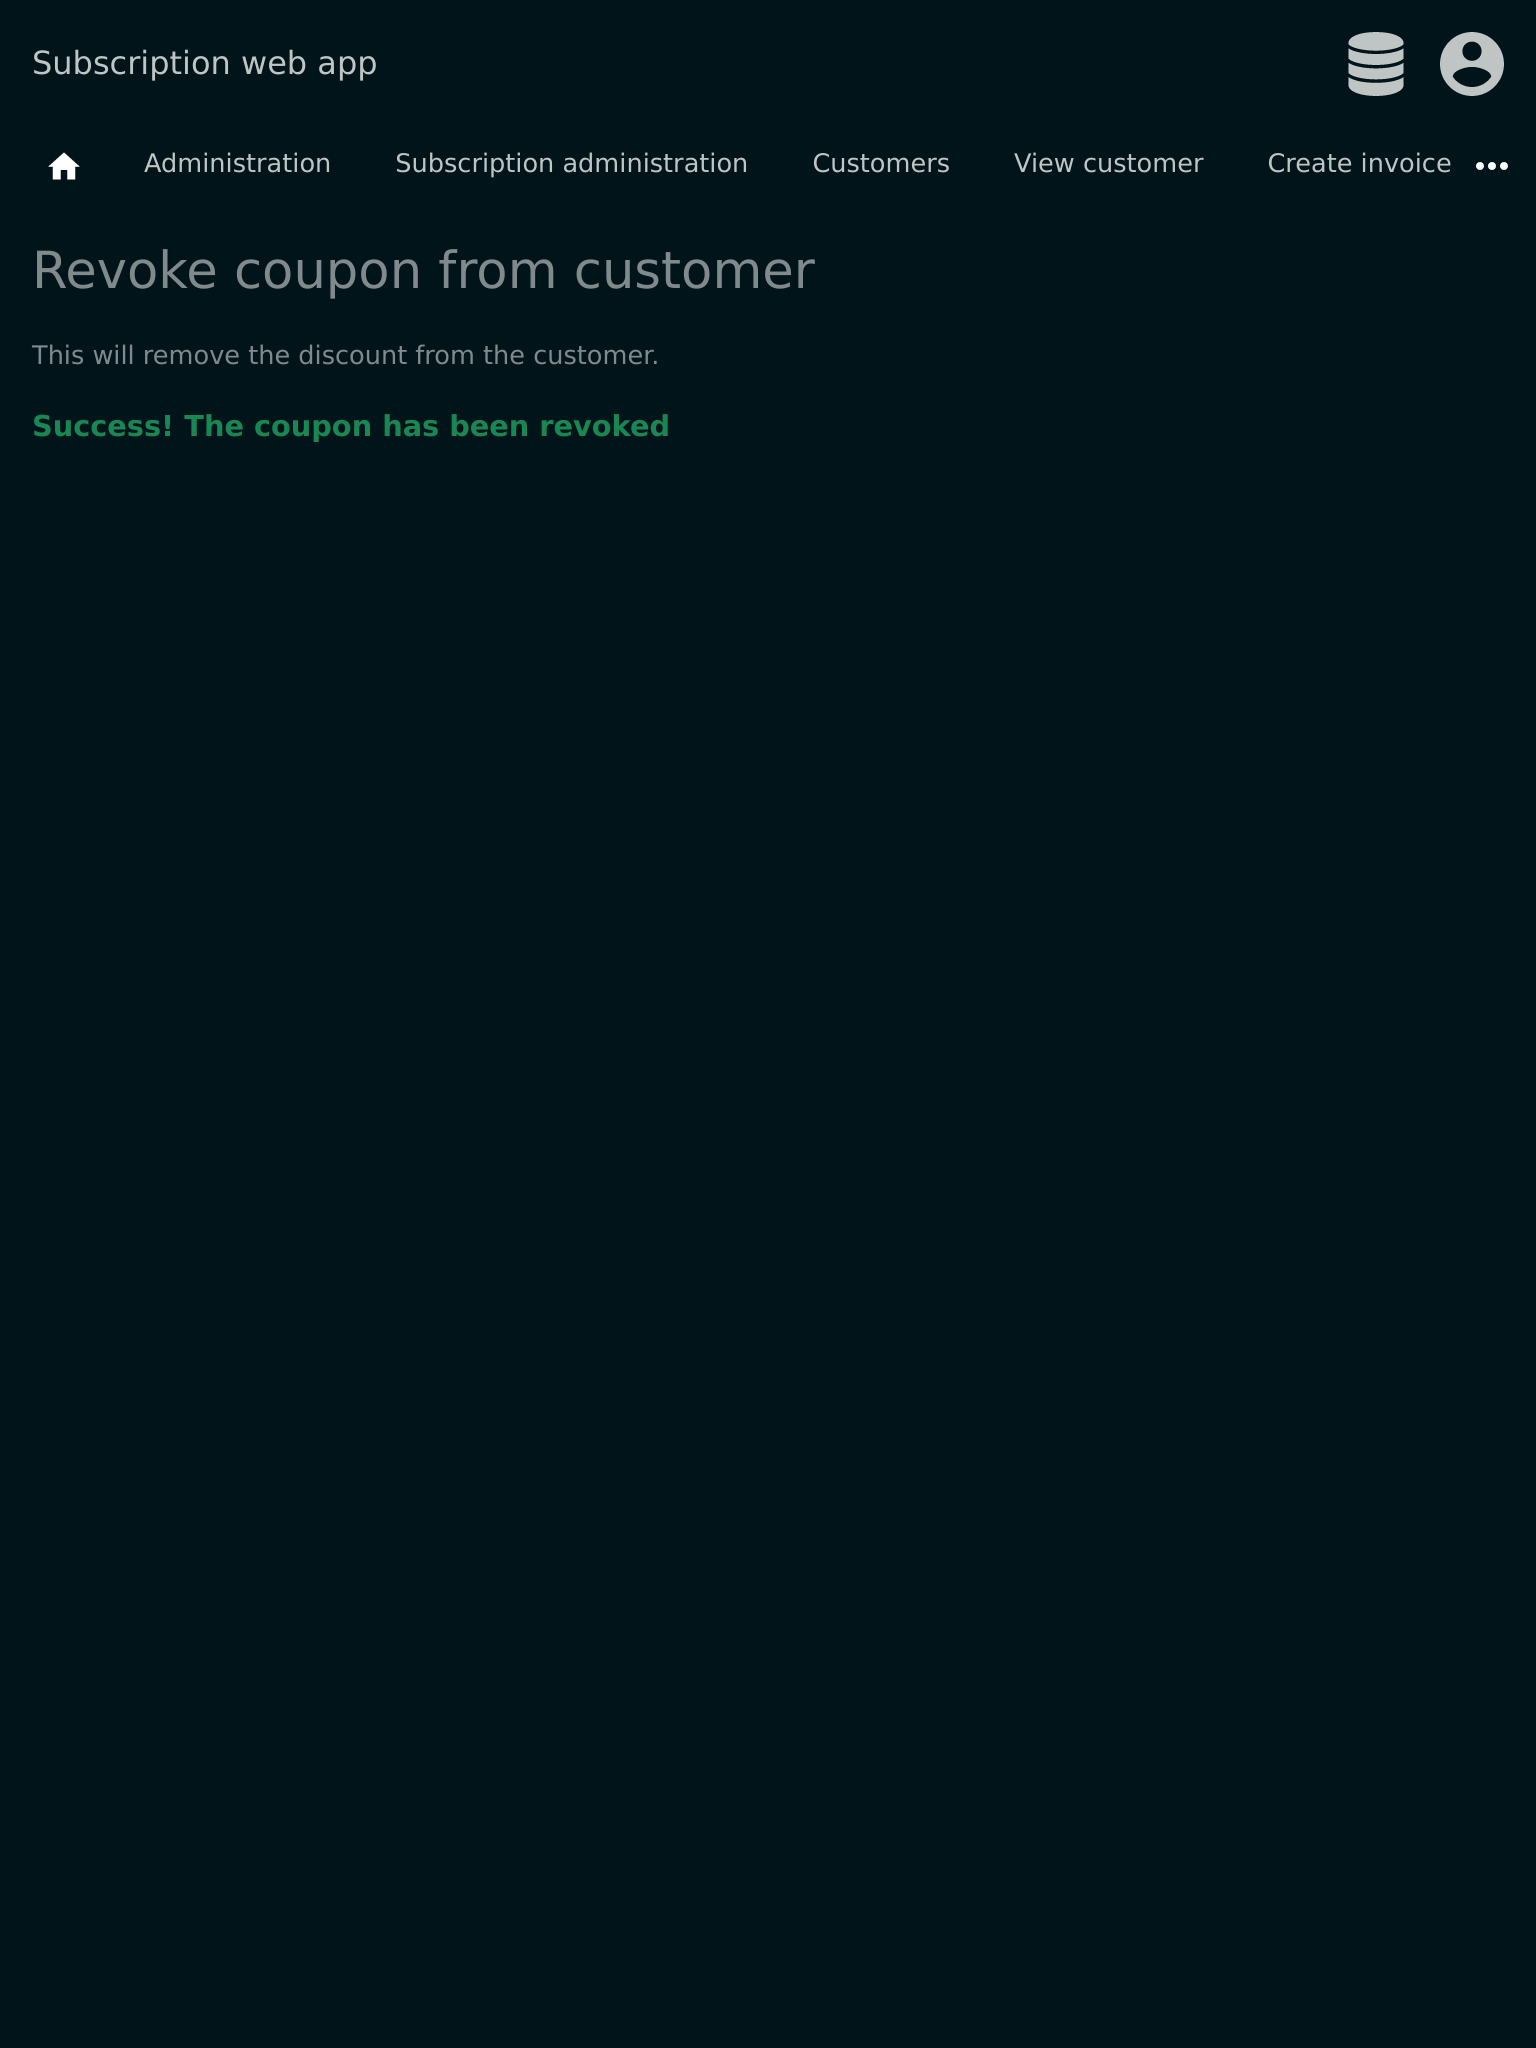 Subscription web app
Administration Subscription administration Customers View customer Create invoice
Revoke coupon from customer
This will remove the discount from the customer.
Success! The coupon has been revoked